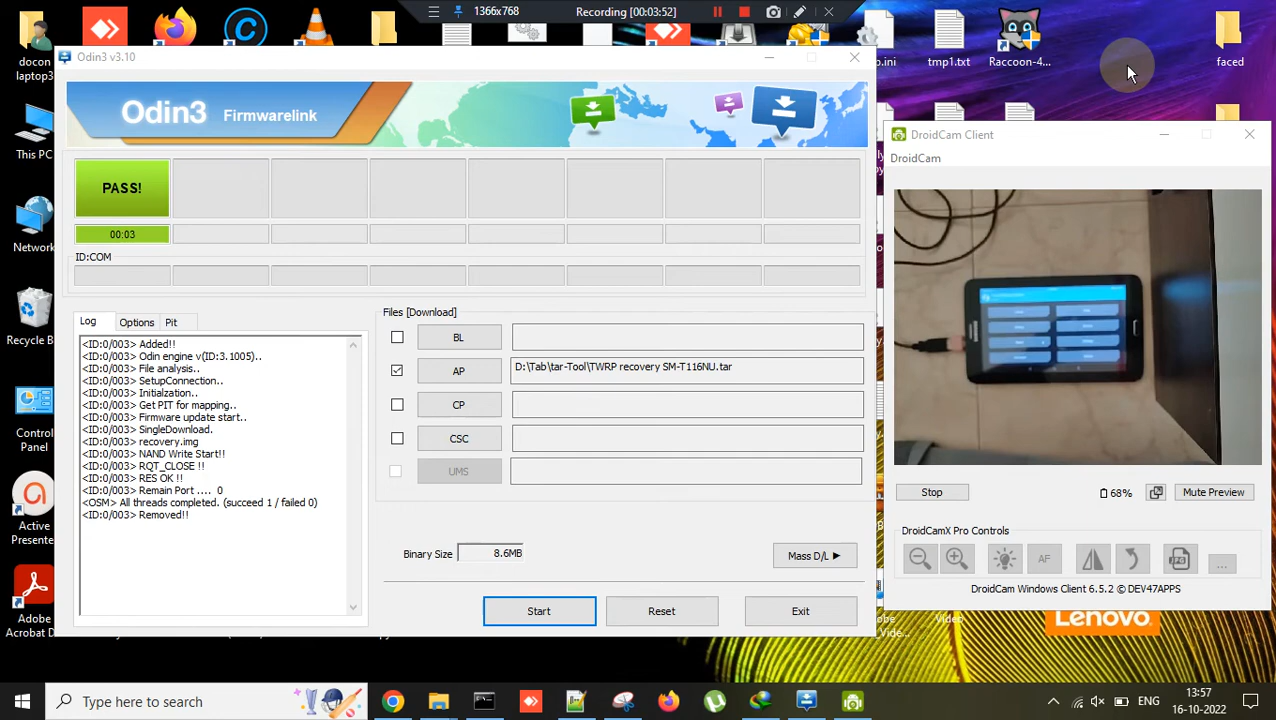 1366x768
Recording [00:03:52]
docon
laptop3
.ini
tmp1.txt
Raccoon-4...
faced
This PC
Network
Recycle B
Control
Panel
Active
Presente
Adobe
Acrobat D
Odin3 v3.10
Odin3 Firmwarelink
PASS!
00:03
ID:COM
Log
Options
Pit
<ID:0/003> Added!!
<ID:0/003> Odin engine v(ID:3.1005)..
<ID:0/003> File analysis..
<ID:0/003> SetupConnection..
<ID:0/003> Initialzation..
<ID:0/003> Get PIT for mapping..
<ID:0/003> Firmware update start..
<ID:0/003> SingleDownload.
<ID:0/003> recovery.img
<ID:0/003> NAND Write Start!!
<ID:0/003> RQT_CLOSE !!
<ID:0/003> RES OK !!
<ID:0/003> Remain Port .... 0
<OSM> All threads completed. (succeed 1 / failed 0)
<ID:0/003> Removed!!
Files [Download]
BL
AP D:\Tab\tar-Tool\TWRP recovery SM-T116NU.tar
CP
CSC
UMS
Binary Size 8.6MB
Mass D/L ▶
Start
Reset
Exit
DroidCam Client
DroidCam
Stop
68%
Mute Preview
DroidCamX Pro Controls
AF
JPG
...
DroidCam Windows Client 6.5.2 © DEV47APPS
Lenovo
Video
Type here to search
ENG
13:57
16-10-2022